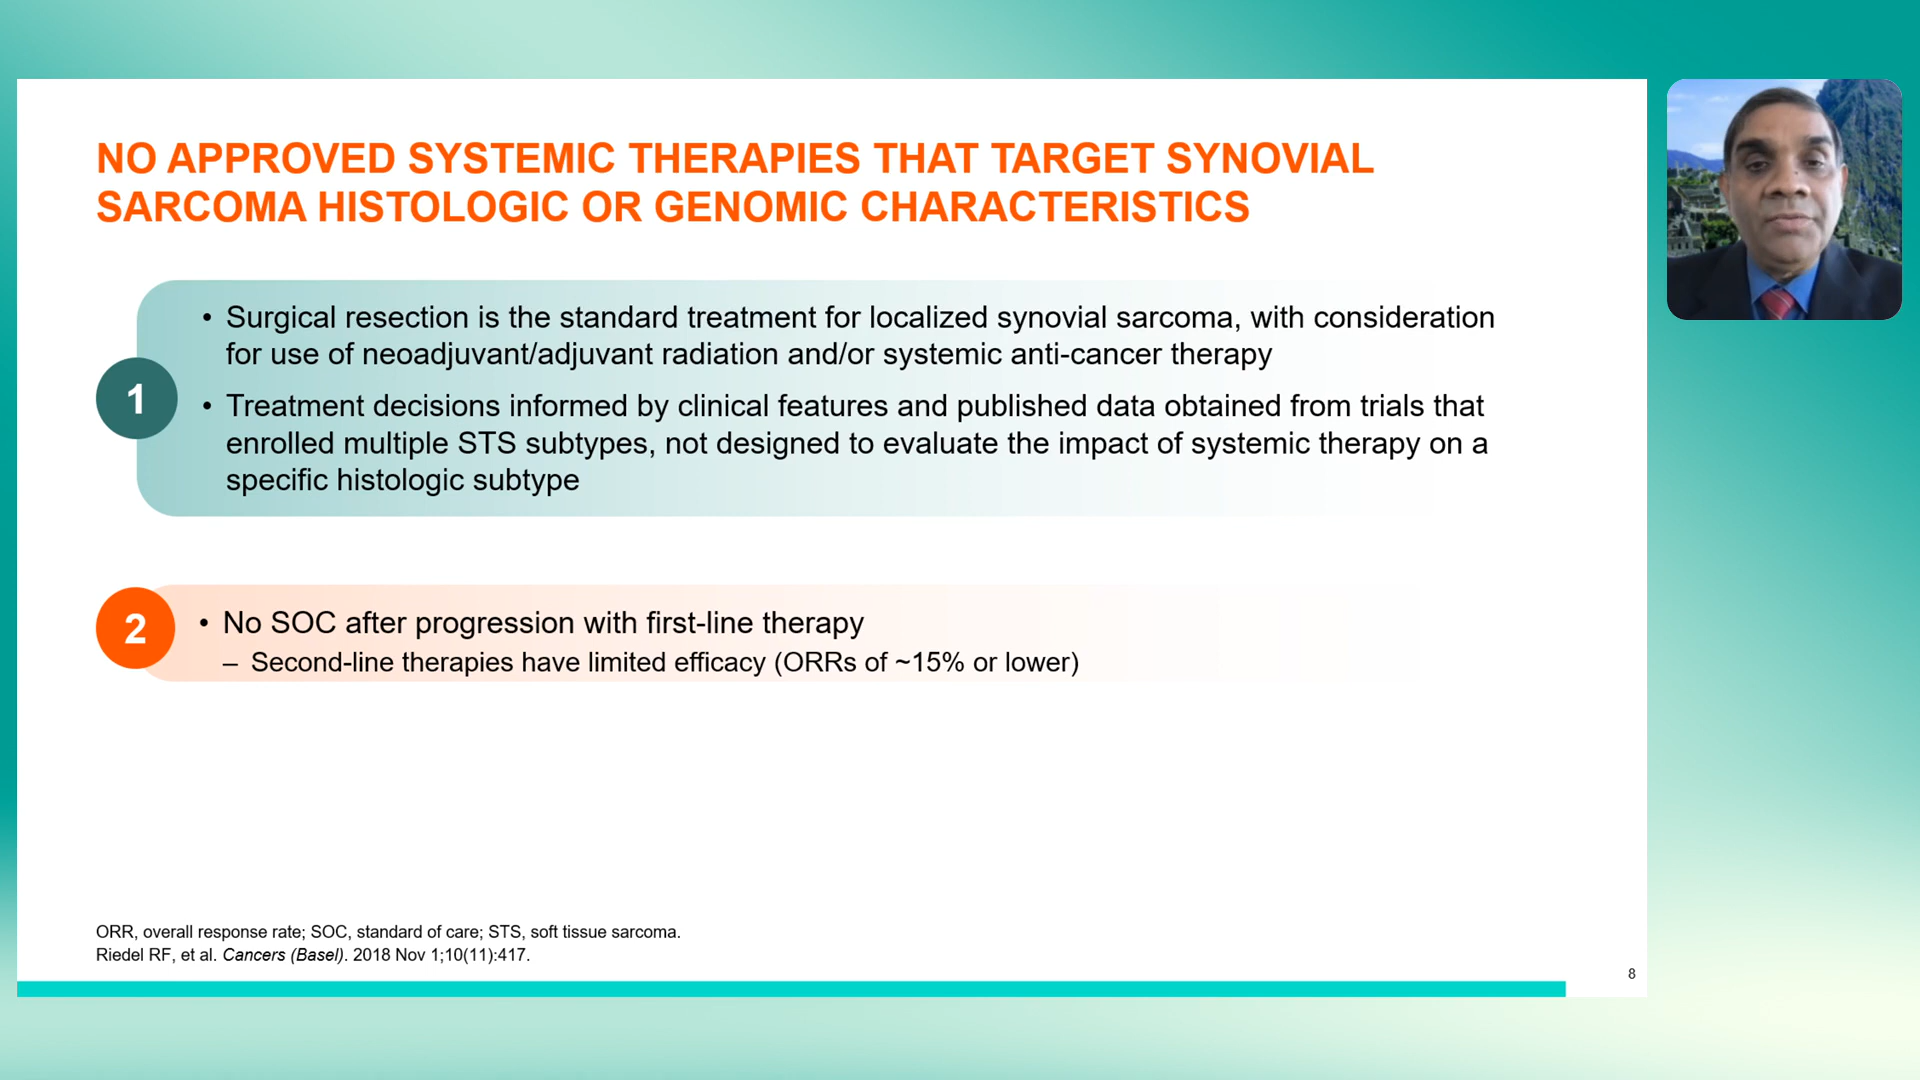 NO APPROVED SYSTEMIC THERAPIES THAT TARGET SYNOVIAL
SARCOMA HISTOLOGIC OR GENOMIC CHARACTERISTICS
1
• Surgical resection is the standard treatment for localized synovial sarcoma, with consideration
for use of neoadjuvant/adjuvant radiation and/or systemic anti-cancer therapy
• Treatment decisions informed by clinical features and published data obtained from trials that
enrolled multiple STS subtypes, not designed to evaluate the impact of systemic therapy on a
specific histologic subtype
2
• No SOC after progression with first-line therapy
– Second-line therapies have limited efficacy (ORRs of ~15% or lower)
ORR, overall response rate; SOC, standard of care; STS, soft tissue sarcoma.
Riedel RF, et al. Cancers (Basel). 2018 Nov 1;10(11):417.
8